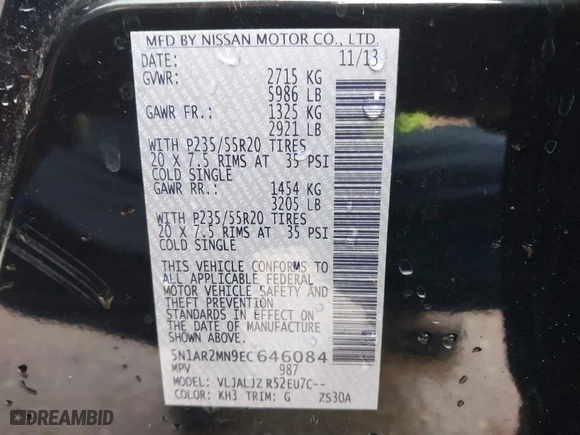 MFD BY NISSAN MOTOR CO., LTD.
DATE: 11/13
GVWR: 2715 KG
5986 LB
GAWR FR.: 1325 KG
2921 LB
WITH P235/55R20 TIRES
20 X 7.5 RIMS AT 35 PSI
COLD SINGLE
GAWR RR.: 1454 KG
3205 LB
WITH P235/55R20 TIRES
20 X 7.5 RIMS AT 35 PSI
COLD SINGLE
THIS VEHICLE CONFORMS TO
ALL APPLICABLE FEDERAL
MOTOR VEHICLE SAFETY AND
THEFT PREVENTION
STANDARDS IN EFFECT ON
THE DATE OF MANUFACTURE
SHOWN ABOVE.
5N1AR2MN9EC646084
MPV 987
MODEL: VLJALJZ R52EU7C--
COLOR: KH3 TRIM: G ZS30A
DREAMBID.COM